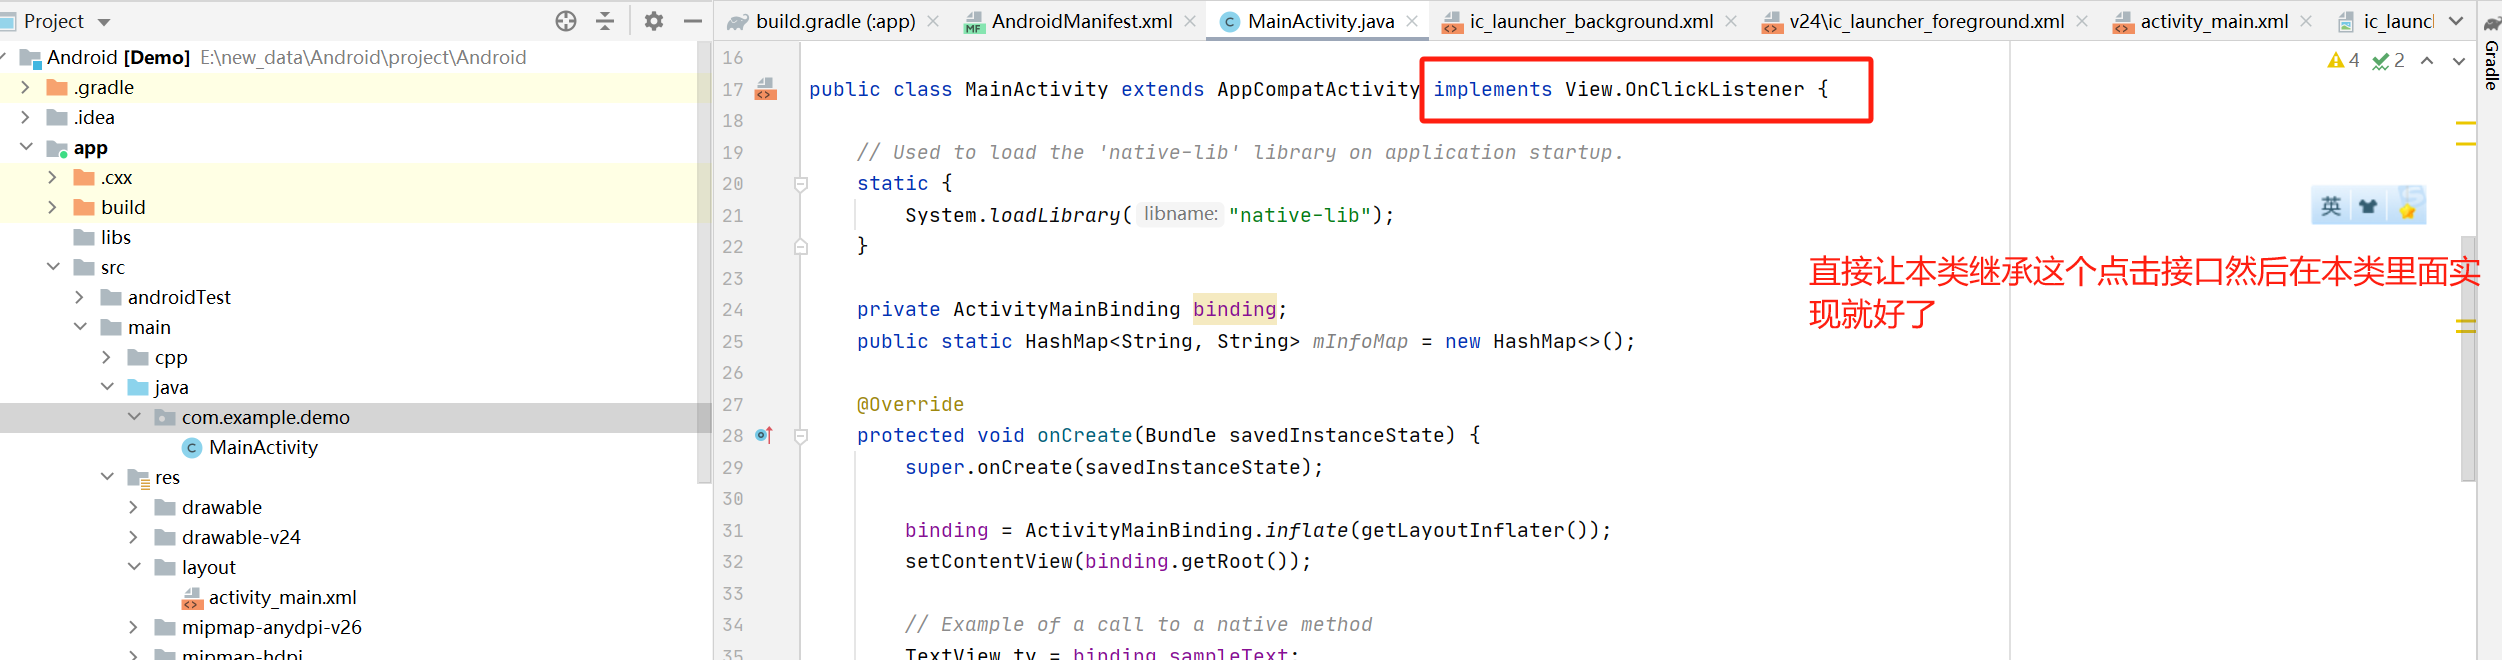 Project
build.gradle (:app)
AndroidManifest.xml
MainActivity.java
ic_launcher_background.xml
v24\ic_launcher_foreground.xml
activity_main.xml
ic_launc
Gradle
Android [Demo] E:\new_data\Android\project\Android
.gradle
.idea
app
.cxx
build
libs
src
androidTest
main
cpp
java
com.example.demo
MainActivity
res
drawable
drawable-v24
layout
activity_main.xml
mipmap-anydpi-v26
mipmap-hdpi
4 2
16
17 public class MainActivity extends AppCompatActivity implements View.OnClickListener {
18
19 // Used to load the 'native-lib' library on application startup.
20 static {
21 System.loadLibrary( libname: "native-lib");
22 }
23
24 private ActivityMainBinding binding;
25 public static HashMap<String, String> mInfoMap = new HashMap<>();
26
27 @Override
28 protected void onCreate(Bundle savedInstanceState) {
29 super.onCreate(savedInstanceState);
30
31 binding = ActivityMainBinding.inflate(getLayoutInflater());
32 setContentView(binding.getRoot());
33
34 // Example of a call to a native method
35 TextView tv = binding.sampleText;
英
直接让本类继承这个点击接口然后在本类里面实
现就好了